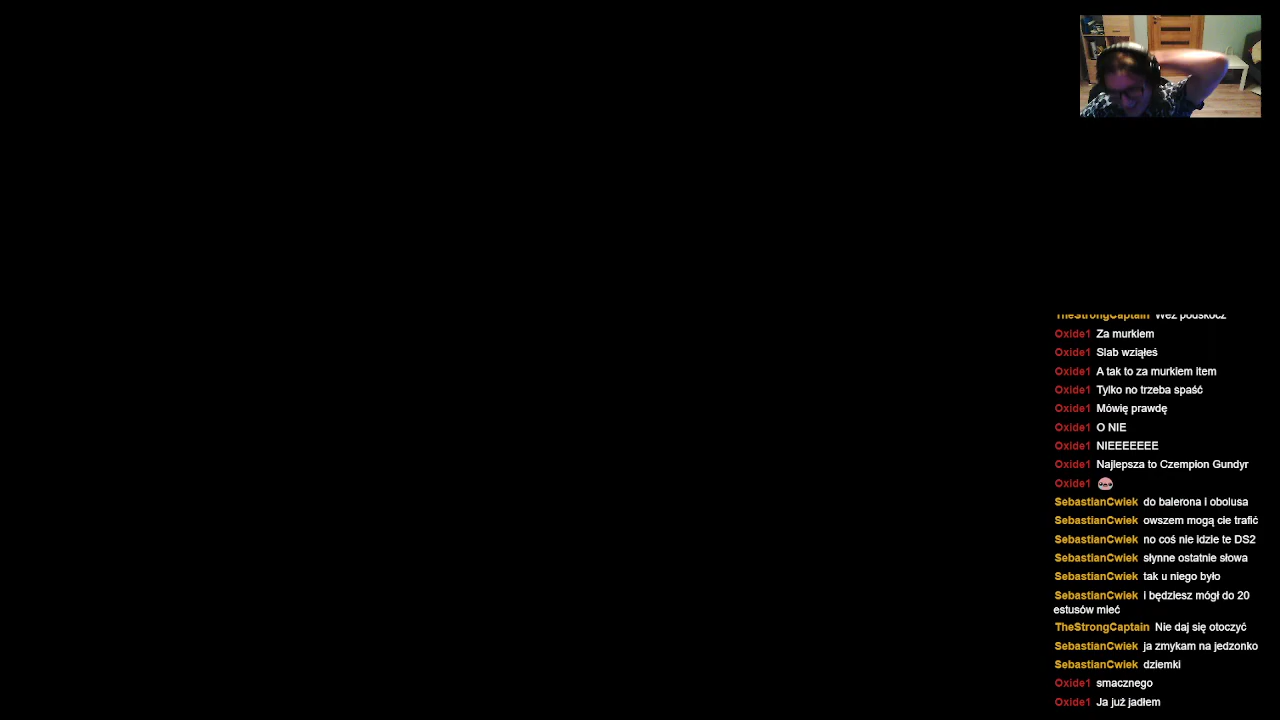 TheStrongCaptain Weź podskocz
Oxide1 Za murkiem
Oxide1 Slab wziąłeś
Oxide1 A tak to za murkiem item
Oxide1 Tylko no trzeba spaść
Oxide1 Mówię prawdę
Oxide1 O NIE
Oxide1 NIEEEEEEE
Oxide1 Najlepsza to Czempion Gundyr
Oxide1
SebastianCwiek do balerona i obolusa
SebastianCwiek owszem mogą cie trafić
SebastianCwiek no coś nie idzie te DS2
SebastianCwiek słynne ostatnie słowa
SebastianCwiek tak u niego było
SebastianCwiek i będziesz mógł do 20
estusów mieć
TheStrongCaptain Nie daj się otoczyć
SebastianCwiek ja zmykam na jedzonko
SebastianCwiek dziemki
Oxide1 smacznego
Oxide1 Ja już jadłem